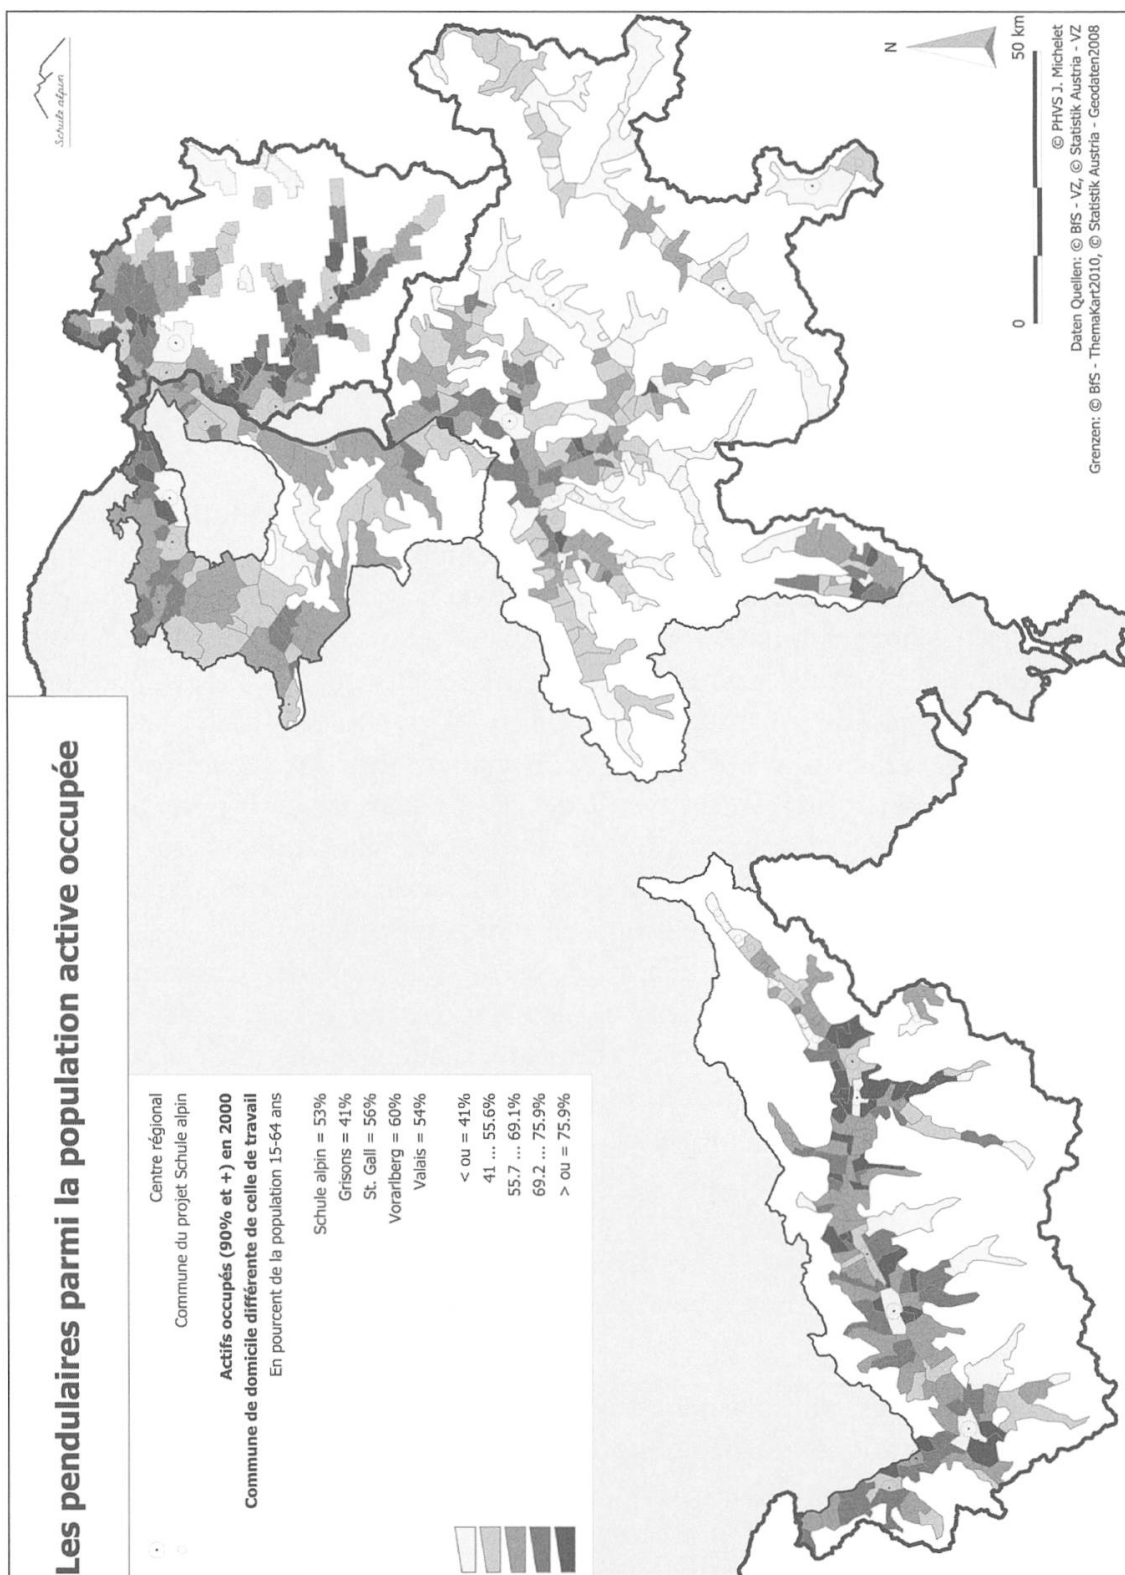 Les pendulaires parmi la population active occupée
Schule alpin
Centre régional
Commune du projet Schule alpin
Actifs occupés (90% et +) en 2000
Commune de domicile différente de celle de travail
En pourcent de la population 15-64 ans
Schule alpin = 53%
Grisons = 41%
St. Gall = 56%
Vorarlberg = 60%
Valais = 54%
< ou = 41%
41 ... 55.6%
55.7 ... 69.1%
69.2 ... 75.9%
> ou = 75.9%
N
0 50 km
© PHVS J. Michelet
Daten Quellen: © BfS - VZ, © Statistik Austria - VZ
Grenzen: © BfS - ThemaKart2010, © Statistik Austria - Geodaten2008